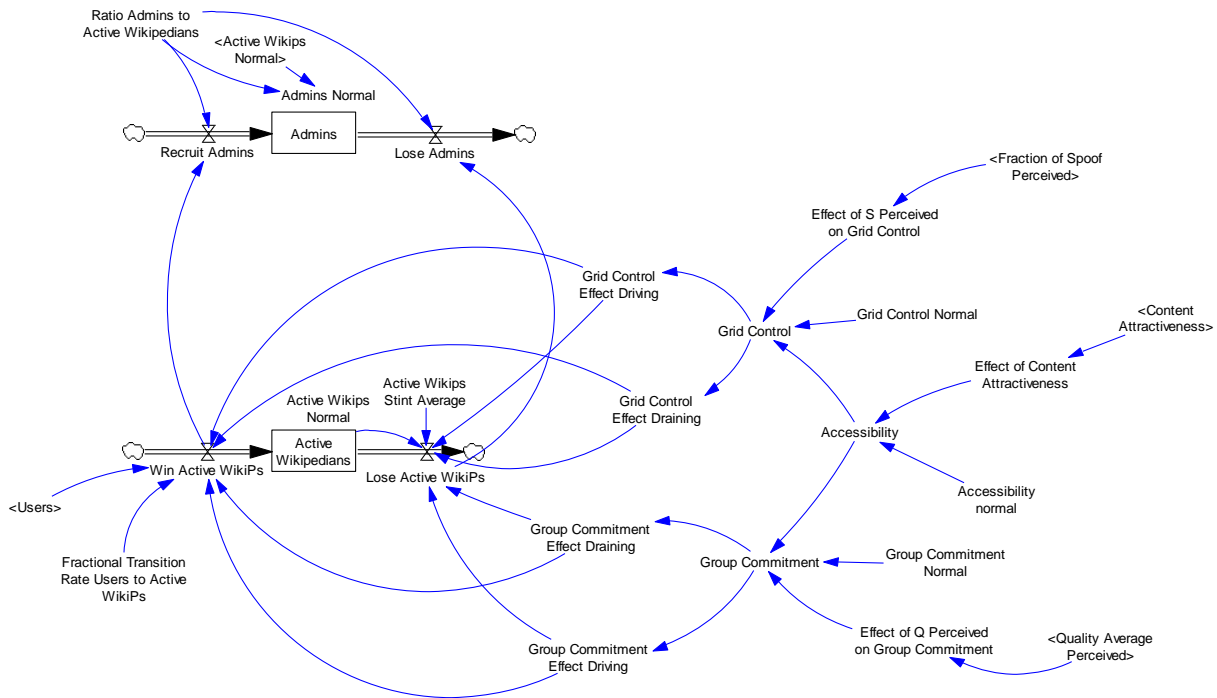 Ratio Admins to
Active Wikipedians
<Active Wikips
Normal>
Admins Normal
Admins
Recruit Admins
Lose Admins
<Fraction of Spoof
Perceived>
Effect of S Perceived
on Grid Control
Grid Control
Effect Driving
Grid Control Normal
Grid Control
<Content
Attractiveness>
Effect of Content
Attractiveness
Active Wikips
Stint Average
Active Wikips
Normal
Grid Control
Effect Draining
Accessibility
Active
Wikipedians
Win Active WikiPs
Lose Active WikiPs
Accessibility
normal
<Users>
Group Commitment
Effect Draining
Fractional Transition
Rate Users to Active
WikiPs
Group Commitment
Group Commitment
Normal
Effect of Q Perceived
on Group Commitment
<Quality Average
Perceived>
Group Commitment
Effect Driving